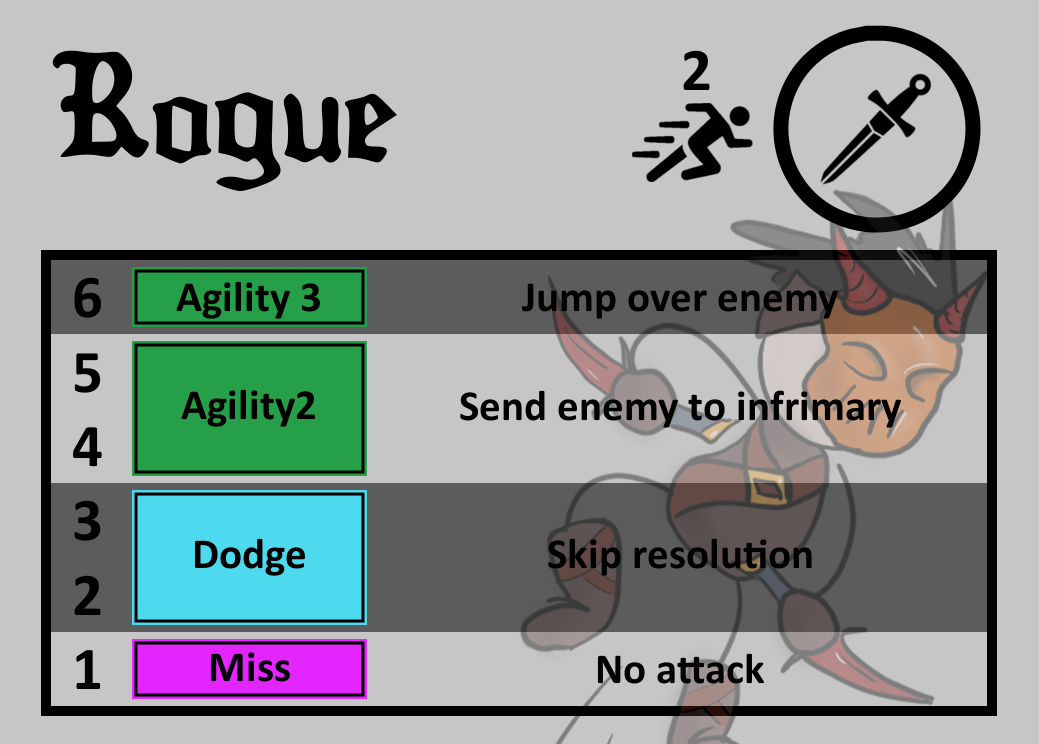 Rogue
2
6 Agility 3 Jump over enemy
5
Agility2 Send enemy to infrimary
4
3
Dodge Skip resolution
2
1 Miss No attack